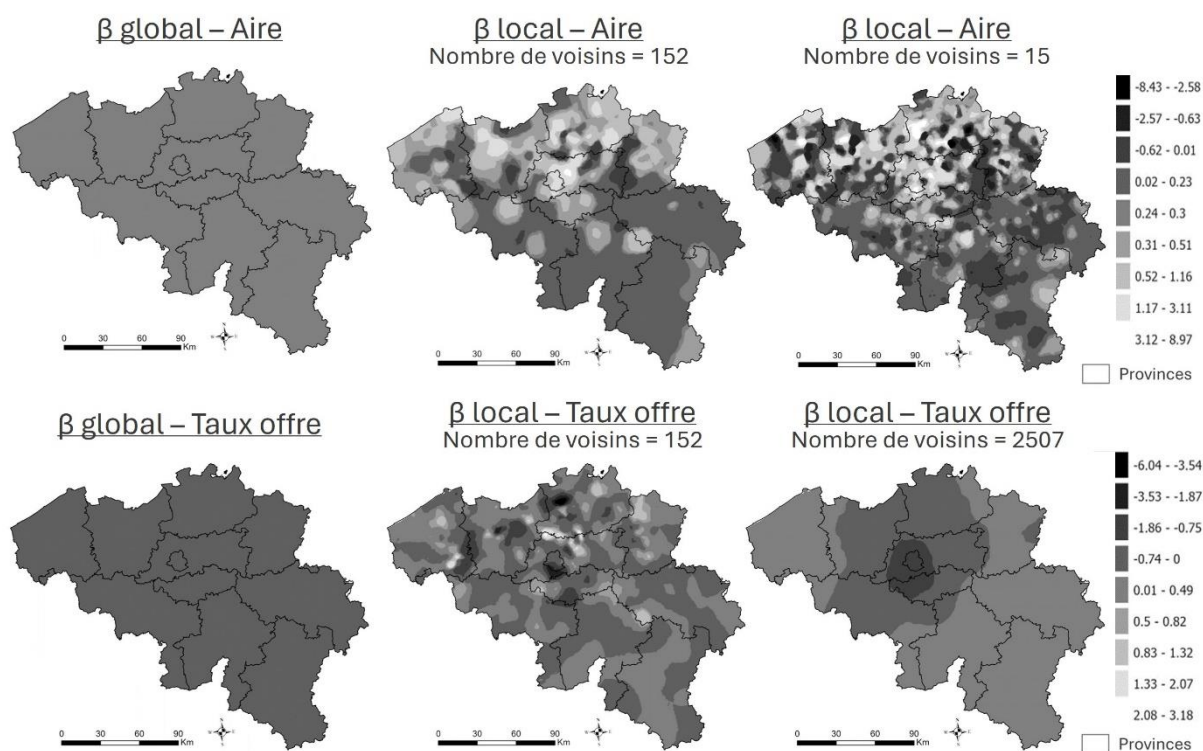 β global – Aire
β local – Aire
Nombre de voisins = 152
β local – Aire
Nombre de voisins = 15
-8.43 - -2.58
-2.57 - -0.63
-0.62 - 0.01
0.02 - 0.23
0.24 - 0.3
0.31 - 0.51
0.52 - 1.16
1.17 - 3.11
3.12 - 8.97
Provinces
0 30 60 90
Km
0 30 60 90
Km
0 30 60 90
Km
β global – Taux offre
β local – Taux offre
Nombre de voisins = 152
β local – Taux offre
Nombre de voisins = 2507
-6.04 - -3.54
-3.53 - -1.87
-1.86 - -0.75
-0.74 - 0
0.01 - 0.49
0.5 - 0.82
0.83 - 1.32
1.33 - 2.07
2.08 - 3.18
Provinces
0 30 60 90
Km
0 30 60 90
Km
0 30 60 90
Km